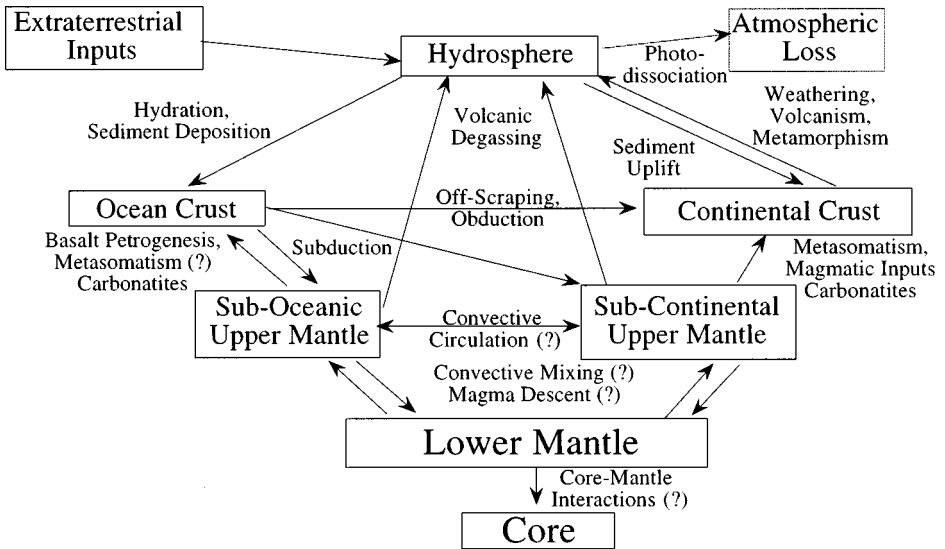 Extraterrestrial
Inputs
Hydrosphere
Atmospheric
Loss
Photo-
dissociation
Hydration,
Sediment Deposition
Volcanic
Degassing
Weathering,
Volcanism,
Metamorphism
Sediment
Uplift
Ocean Crust
Off-Scraping,
Obduction
Continental Crust
Basalt Petrogenesis,
Metasomatism (?)
Carbonatites
Subduction
Metasomatism,
Magmatic Inputs
Carbonatites
Sub-Oceanic
Upper Mantle
Convective
Circulation (?)
Sub-Continental
Upper Mantle
Convective Mixing (?)
Magma Descent (?)
Lower Mantle
Core-Mantle
Interactions (?)
Core